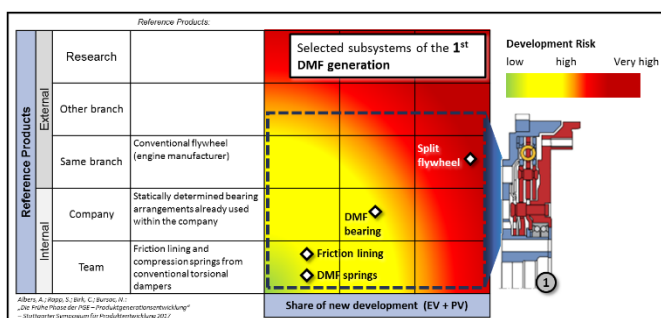 Reference Products:
Selected subsystems of the 1st
DMF generation
Development Risk
low high Very high
Reference Products
External
Internal
Research
Other branch
Same branch
Conventional flywheel
(engine manufacturer)
Split flywheel
Company
Statically determined bearing
arrangements already used
within the company
DMF
bearing
Team
Friction lining and
compression springs from
conventional torsional
dampers
Friction lining
DMF springs
1
Albers, A.; Rapp, S.; Birk, C.; Bursac, N.:
„Die Frühe Phase der PGE – Produktgenerationsentwicklung"
– Stuttgarter Symposium für Produktentwicklung 2017
Share of new development (EV + PV)